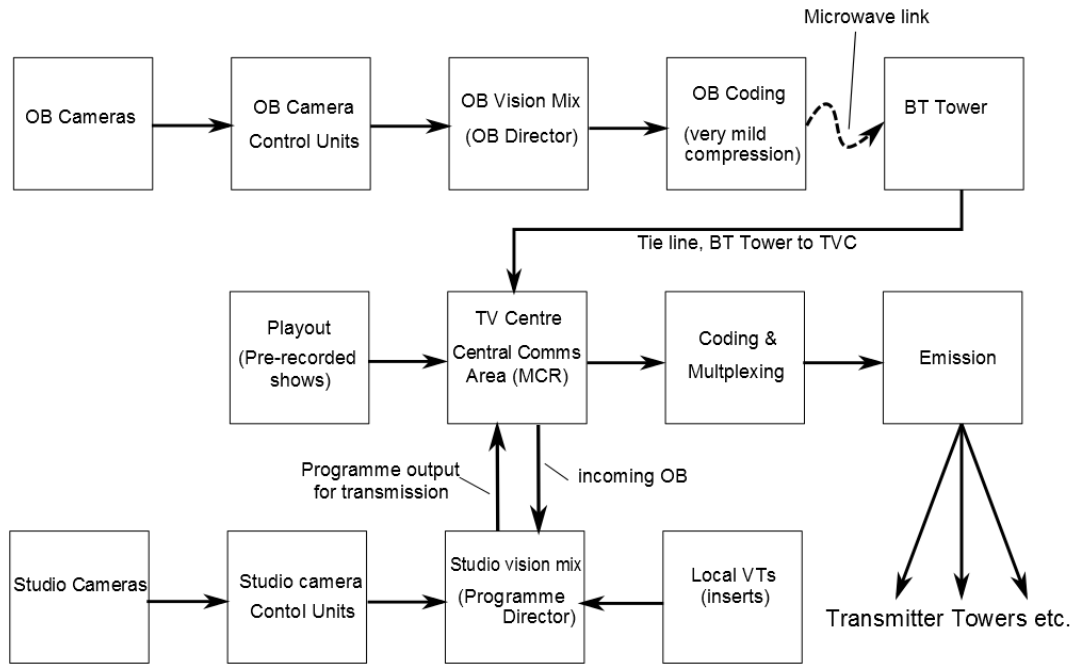 Microwave link
OB Cameras
OB Camera
Control Units
OB Vision Mix
(OB Director)
OB Coding
(very mild
compression)
BT Tower
Tie line, BT Tower to TVC
Playout
(Pre-recorded
shows)
TV Centre
Central Comms
Area (MCR)
Coding &
Multplexing
Emission
Programme output
for transmission
incoming OB
Studio Cameras
Studio camera
Contol Units
Studio vision mix
(Programme
Director)
Local VTs
(inserts)
Transmitter Towers etc.